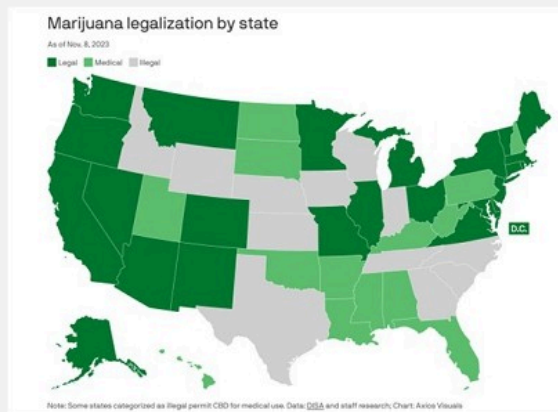 Marijuana legalization by state
As of Nov. 8, 2023
Legal Medical Illegal
D.C.
Note: Some states categorized as illegal permit CBD for medical use. Data: DISA and staff research; Chart: Axios Visuals